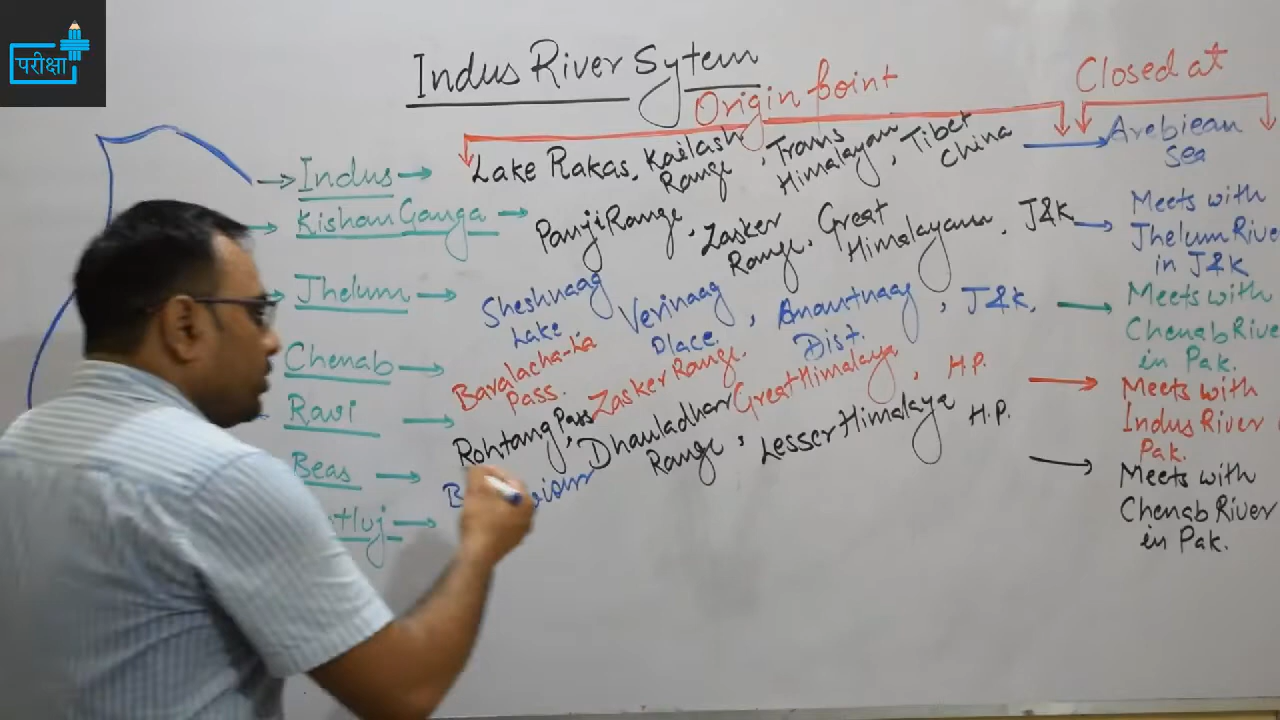 परीक्षा
Indus River Sytem
Origin point
Closed at
Indus → Lake Rakas, Kailash Range, Trans Himalayan, Tibet China → Arebiean Sea
Kishan Ganga → Panji Range, Zasker Range, Great Himalayana, J&K → Meets with Jhelum River in J&K
Jhelum → Sheshnaag Lake Verinaag Place, Anantnaag Dist., J&K, → Meets with Chenab River in Pak.
Chenab → Baralacha-La Pass. Zasker Range. Great Himalaya, H.P. → Meets with Indus River Pak.
Ravi → Rohtang Pass, Dhauladhar Range, Lesser Himalaya H.P. → Meets with Chenab River in Pak.
Beas →